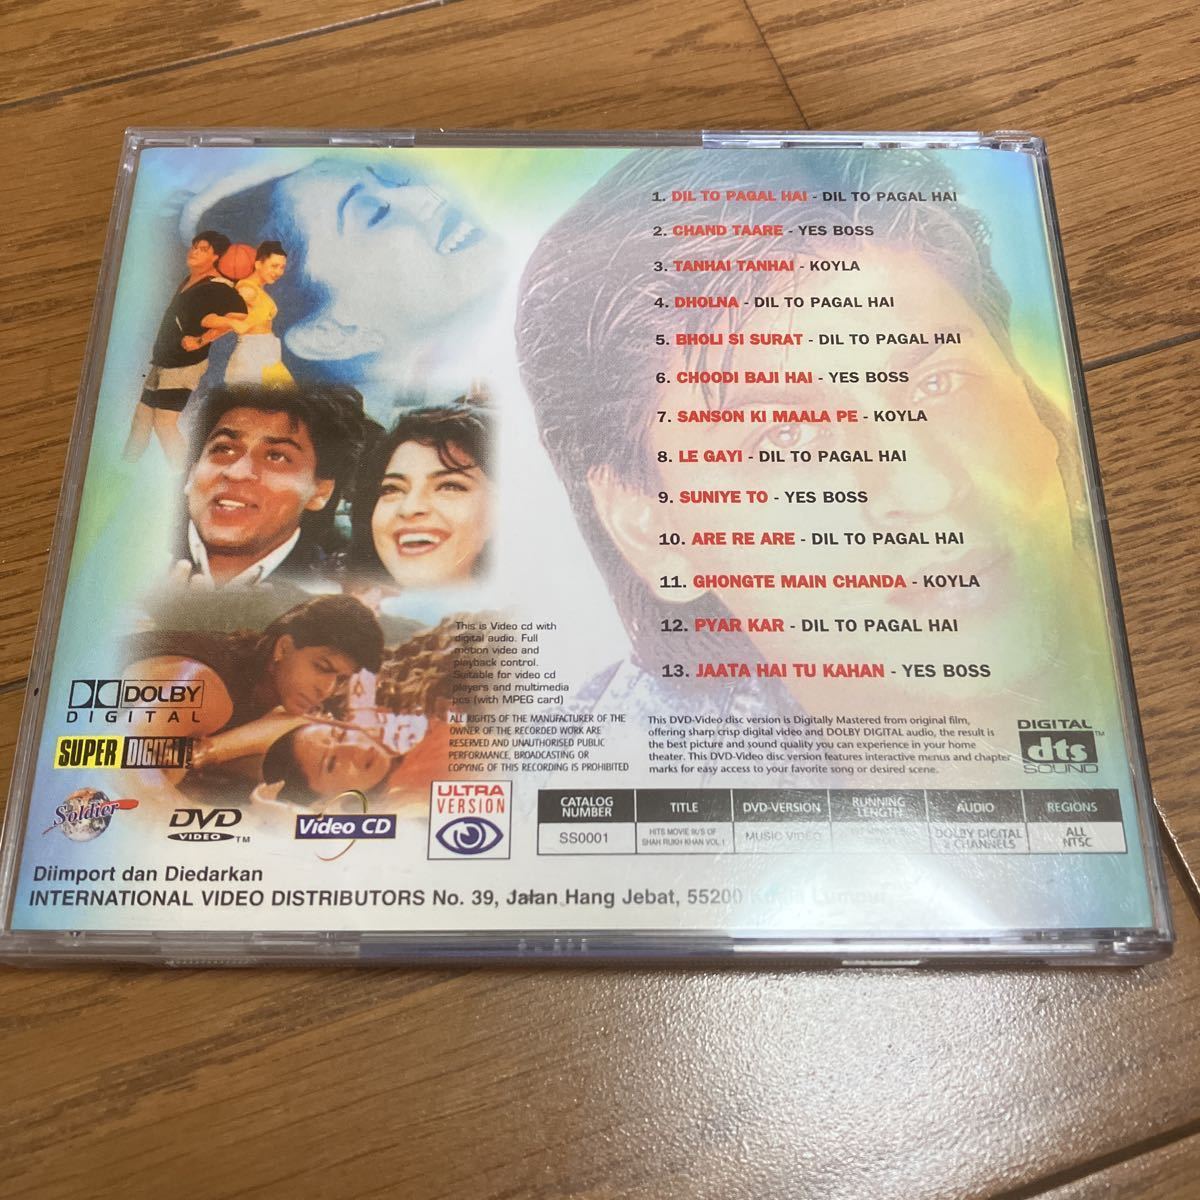 1. DIL TO PAGAL HAI - DIL TO PAGAL HAI
2. CHAND TAARE - YES BOSS
3. TANHAI TANHAI - KOYLA
4. DHOLNA - DIL TO PAGAL HAI
5. BHOLI SI SURAT - DIL TO PAGAL HAI
6. CHOODI BAJI HAI - YES BOSS
7. SANSON KI MAALA PE - KOYLA
8. LE GAYI - DIL TO PAGAL HAI
9. SUNIYE TO - YES BOSS
10. ARE RE ARE - DIL TO PAGAL HAI
11. GHONGTE MAIN CHANDA - KOYLA
12. PYAR KAR - DIL TO PAGAL HAI
13. JAATA HAI TU KAHAN - YES BOSS
This is Video cd with
digital audio. Full
motion video and
playback control.
Suitable for video cd
players and multimedia
pcs (with MPEG card)
DOLBY
DIGITAL
SUPER DIGITAL
ALL RIGHTS OF THE MANUFACTURER OF THE
OWNER OF THE RECORDED WORK ARE
RESERVED AND UNAUTHORISED PUBLIC
PERFORMANCE, BROADCASTING OR
COPYING OF THIS RECORDING IS PROHIBITED
This DVD-Video disc version is Digitally Mastered from original film,
offering sharp crisp digital video and DOLBY DIGITAL audio, the result is
the best picture and sound quality you can experience in your home
theater. This DVD-Video disc version features interactive menus and chapter
marks for easy access to your favorite song or desired scene.
DIGITAL
dts
SOUND
Soldier
DVD
VIDEO
TM
Video CD
ULTRA
VERSION
CATALOG NUMBER TITLE DVD-VERSION RUNNING LENGTH AUDIO REGIONS
SS0001 HITS MOVIE SONGS OF SHAH RUKH KHAN VOL.1 MUSIC VIDEO DOLBY DIGITAL 2 CHANNELS ALL NTSC
Diimport dan Diedarkan
INTERNATIONAL VIDEO DISTRIBUTORS No. 39, Jalan Hang Jebat, 55200 Kuala Lumpur